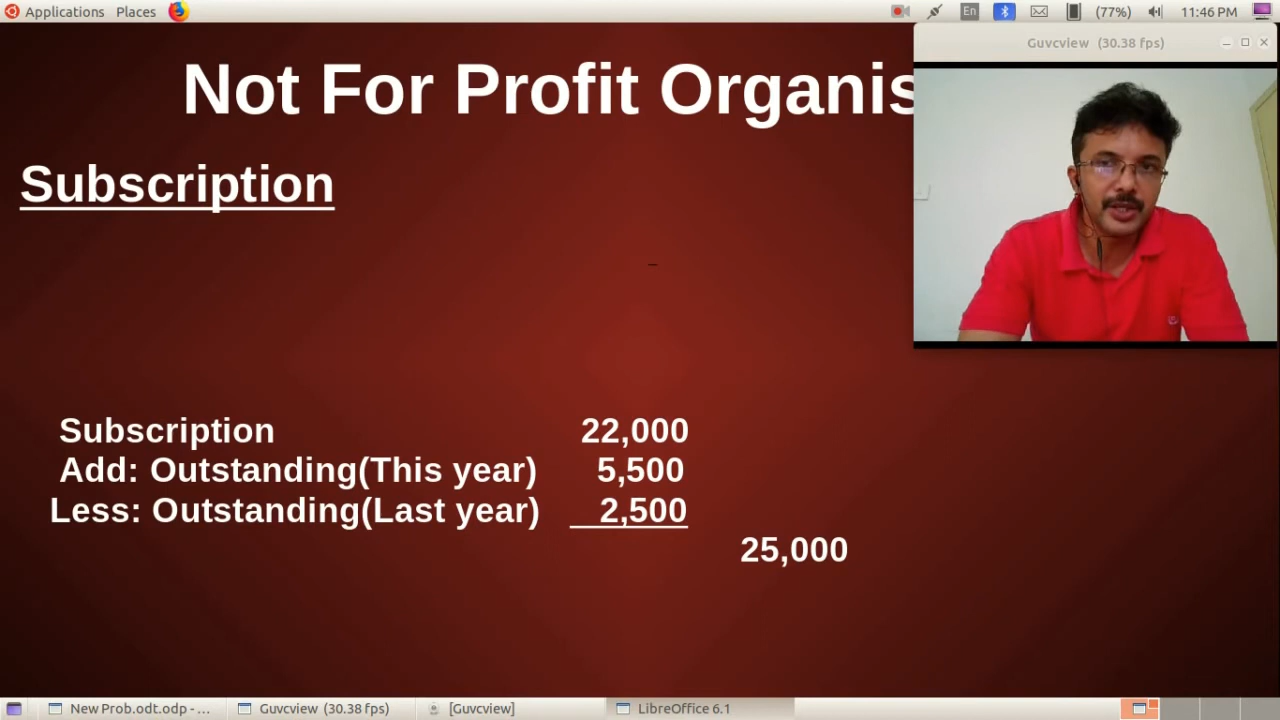 Applications Places En (77%) 11:46 PM
Guvcview (30.38 fps)
Not For Profit Organis
Subscription
Subscription 22,000
Add: Outstanding(This year) 5,500
Less: Outstanding(Last year) 2,500
25,000
New Prob.odt.odp - ... Guvcview (30.38 fps) [Guvcview] LibreOffice 6.1